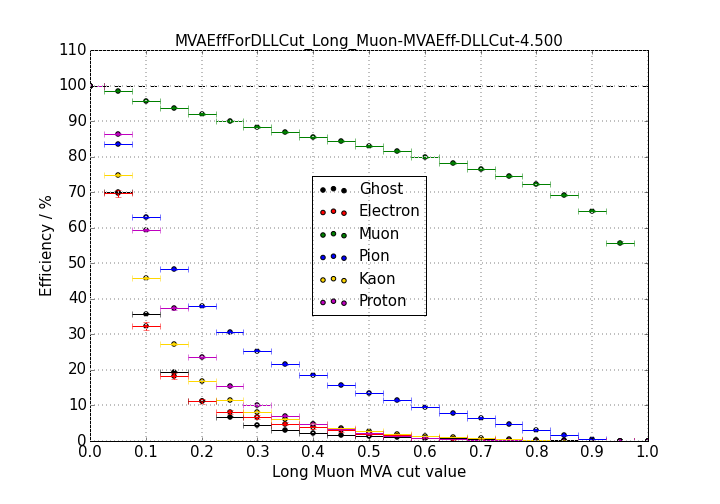 MVAEffForDLLCut_Long_Muon-MVAEff-DLLCut-4.500
110
100
90
80
70
60
50
40
30
20
10
0
Efficiency / %
Ghost
Electron
Muon
Pion
Kaon
Proton
0.0 0.1 0.2 0.3 0.4 0.5 0.6 0.7 0.8 0.9 1.0
Long Muon MVA cut value